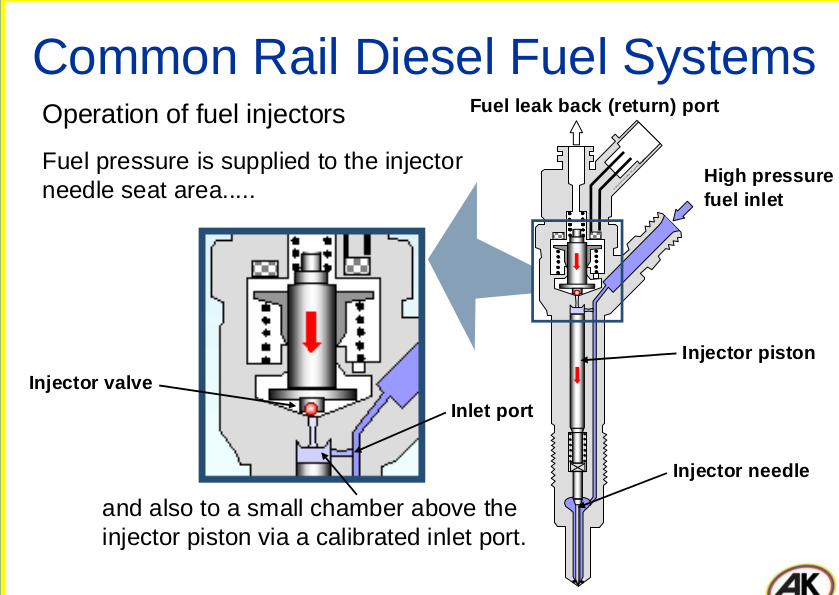 Common Rail Diesel Fuel Systems
Operation of fuel injectors
Fuel leak back (return) port
Fuel pressure is supplied to the injector
needle seat area.....
High pressure
fuel inlet
Injector piston
Injector valve
Inlet port
Injector needle
and also to a small chamber above the
injector piston via a calibrated inlet port.
AK